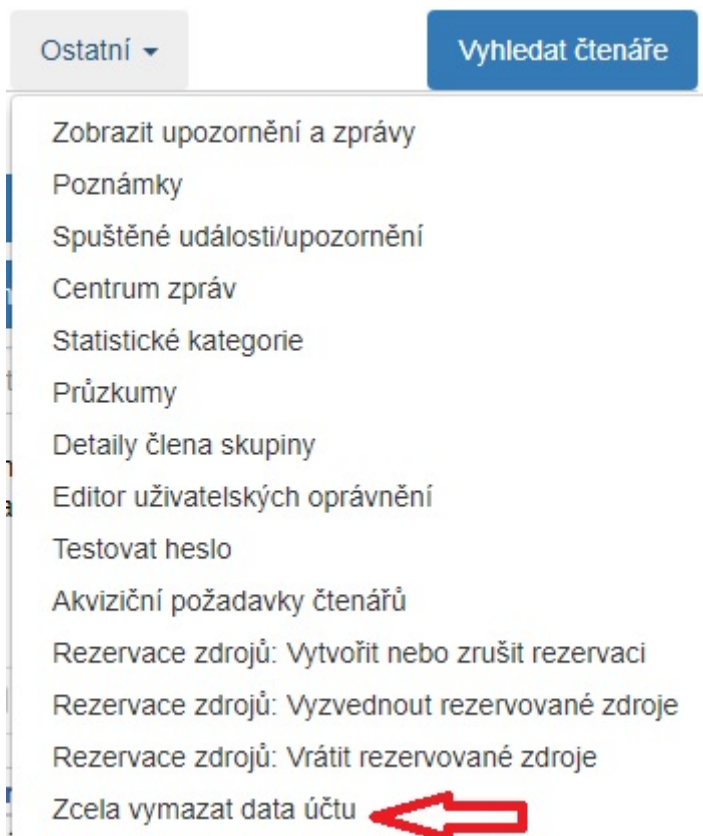 Ostatní
Vyhledat čtenáře
Zobrazit upozornění a zprávy
Poznámky
Spuštěné události/upozornění
Centrum zpráv
Statistické kategorie
Průzkumy
Detaily člena skupiny
Editor uživatelských oprávnění
Testovat heslo
Akviziční požadavky čtenářů
Rezervace zdrojů: Vytvořit nebo zrušit rezervaci
Rezervace zdrojů: Vyzvednout rezervované zdroje
Rezervace zdrojů: Vrátit rezervované zdroje
Zcela vymazat data účtu